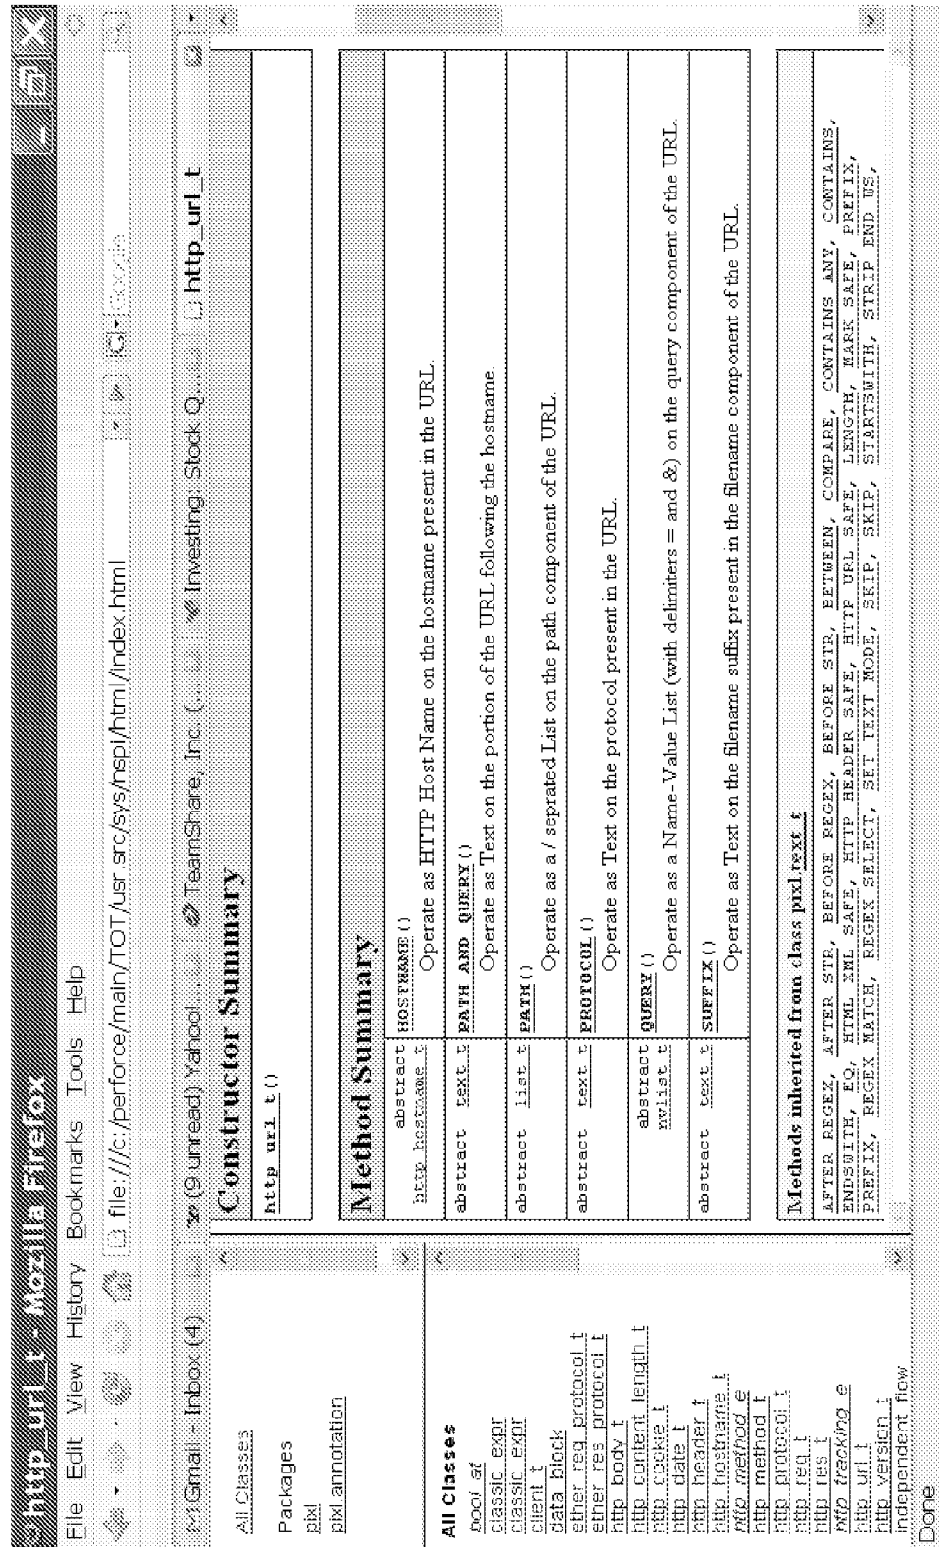 http_url_t - Mozilla Firefox
File Edit View History Bookmarks Tools Help
file:///c:/perforce/main/TOT/usr.src/sys/nspi/html/index.html
Google
Gmail - Inbox (4)
(9 unread) Yahoo! ...
TeamShare, Inc. (...
Investing: Stock Q...
http_url_t
All Classes
Packages
pixl
pixl.annotation
All Classes
bool_at
classic_expr
classic_expr
client_t
data_block
ether_req_protocol_t
ether_res_protocol_t
http_body_t
http_content_length_t
http_cookie_t
http_date_t
http_header_t
http_hostname_t
http_method_e
http_method_t
http_protocol_t
http_req_t
http_res_t
http_tracking_e
http_url_t
http_version_t
independent_flow
Constructor Summary
http_url_t()
Method Summary
abstract http_hostname_t HOSTNAME()
Operate as HTTP Host Name on the hostname present in the URL.
abstract text_t PATH_AND_QUERY()
Operate as Text on the portion of the URL following the hostname.
abstract list_t PATH()
Operate as a / seprated List on the path component of the URL.
abstract text_t PROTOCOL()
Operate as Text on the protocol present in the URL.
abstract nvlist_t QUERY()
Operate as a Name-Value List (with delimiters = and &) on the query component of the URL.
abstract text_t SUFFIX()
Operate as Text on the filename suffix present in the filename component of the URL.
Methods inherited from class pixl.text_t
AFTER_REGEX, AFTER_STR, BEFORE_REGEX, BEFORE_STR, BETWEEN, COMPARE, CONTAINS_ANY, CONTAINS,
ENDSWITH, EQ, HTML_XML_SAFE, HTTP_HEADER_SAFE, HTTP_URL_SAFE, LENGTH, MARK_SAFE, PREFIX,
PREFIX, REGEX_MATCH, REGEX_SELECT, SET_TEXT_MODE, SKIP, SKIP, STARTSWITH, STRIP_END_WS,
Done